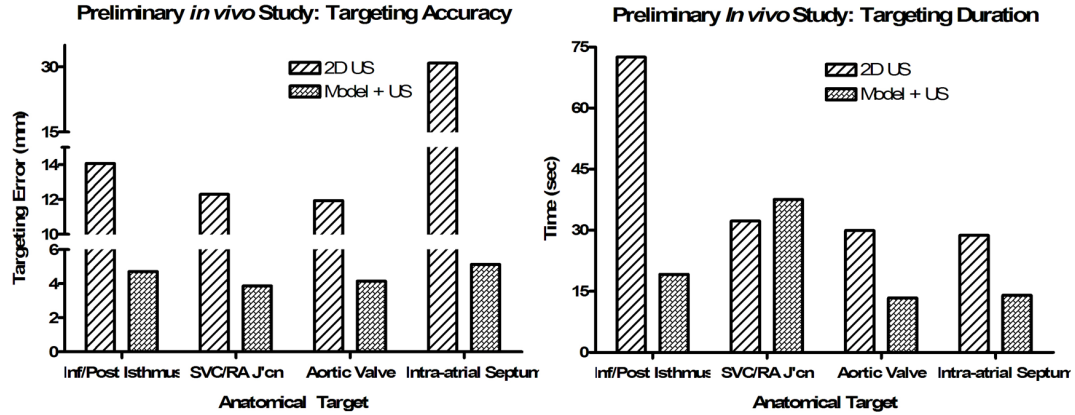 Preliminary in vivo Study: Targeting Accuracy
2D US
Model + US
Targeting Error (mm)
30
15
14
12
10
6
4
2
0
Inf/Post Isthmus SVC/RA J'cn Aortic Valve Intra-atrial Septum
Anatomical Target
Preliminary In vivo Study: Targeting Duration
2D US
Model + US
Time (sec)
75
60
45
30
15
0
Inf/Post Isthmus SVC/RA J'cn Aortic Valve Intra-atrial Septum
Anatomical Target